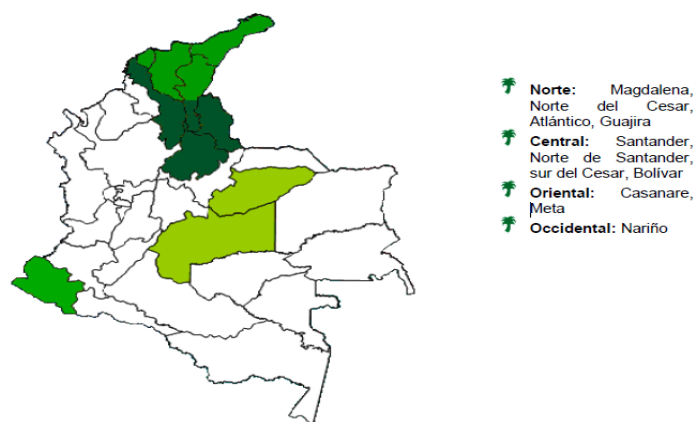 Norte: Magdalena,
Norte del Cesar,
Atlántico, Guajira
Central: Santander,
Norte de Santander,
sur del Cesar, Bolívar
Oriental: Casanare,
Meta
Occidental: Nariño